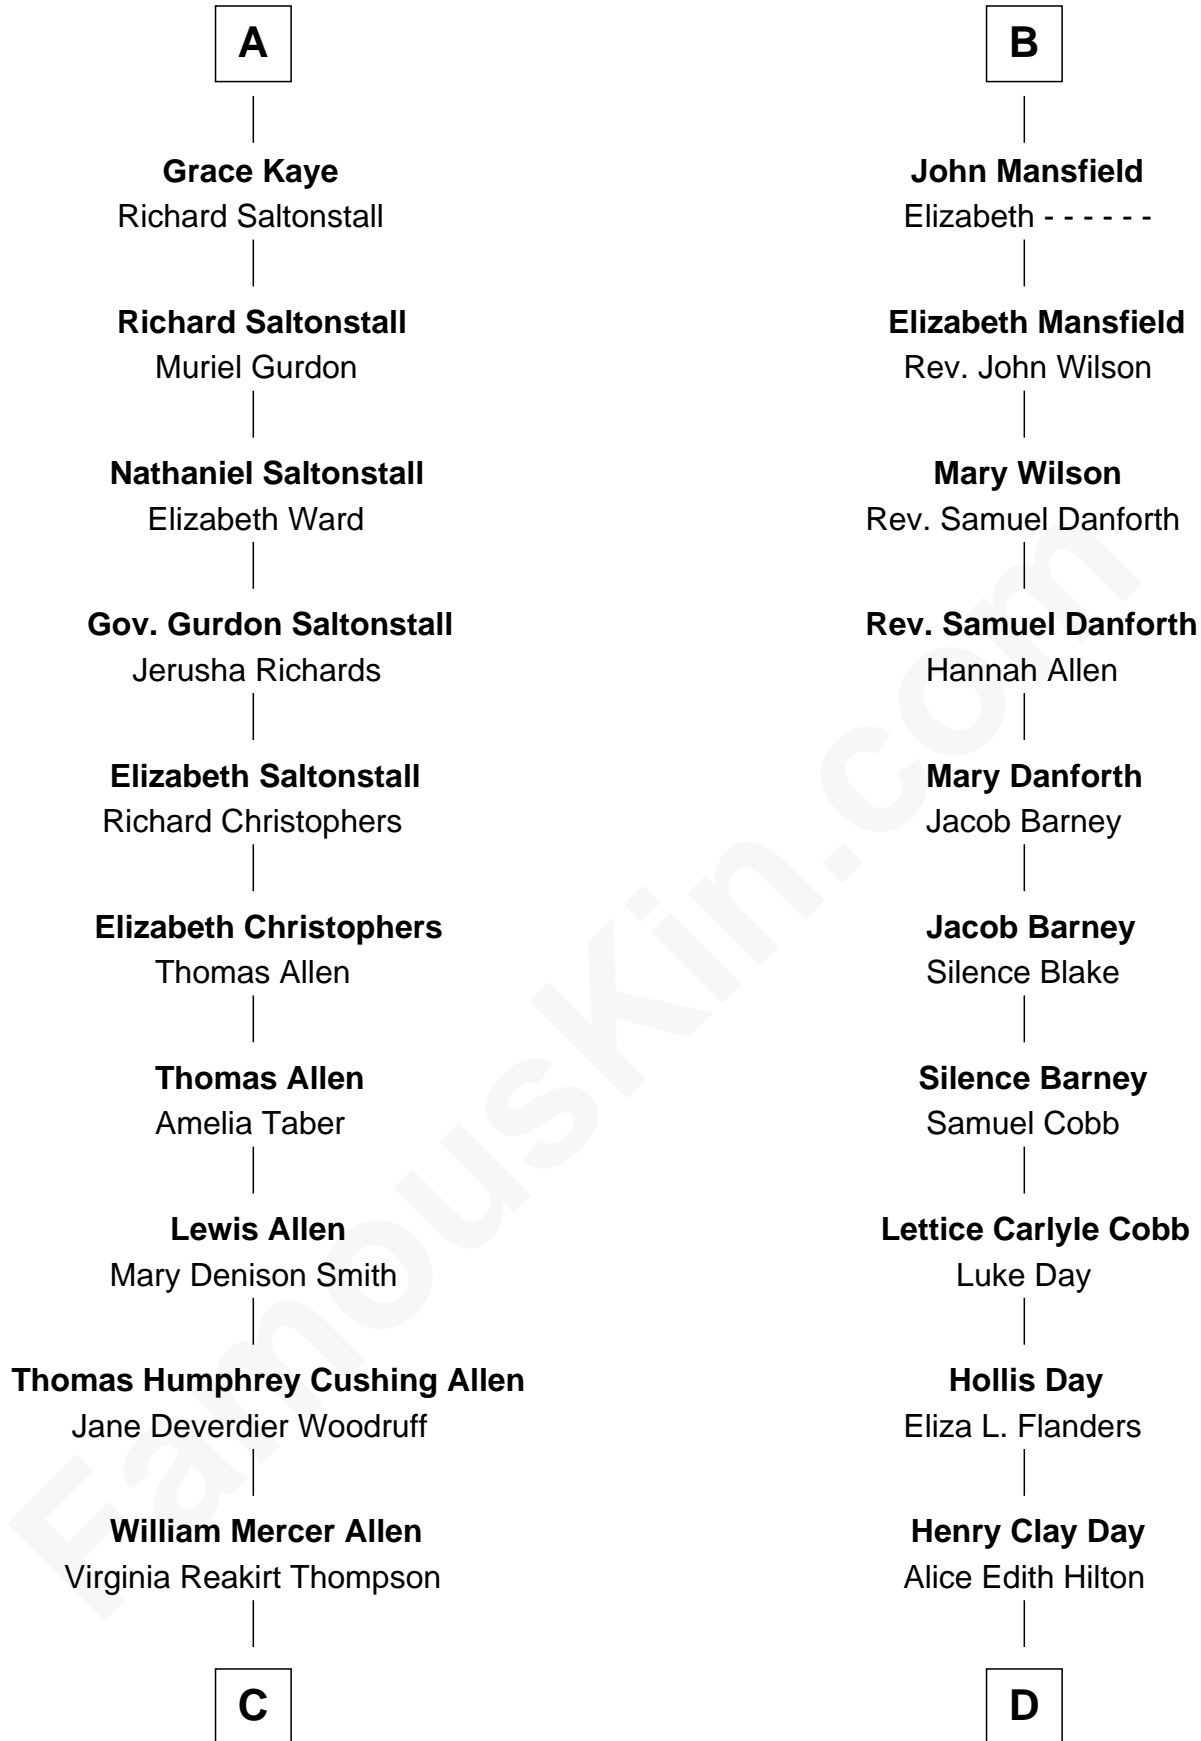 A
Grace Kaye
Richard Saltonstall
Richard Saltonstall
Muriel Gurdon
Nathaniel Saltonstall
Elizabeth Ward
Gov. Gurdon Saltonstall
Jerusha Richards
Elizabeth Saltonstall
Richard Christophers
Elizabeth Christophers
Thomas Allen
Thomas Allen
Amelia Taber
Lewis Allen
Mary Denison Smith
Thomas Humphrey Cushing Allen
Jane Deverdier Woodruff
William Mercer Allen
Virginia Reakirt Thompson
C
B
John Mansfield
Elizabeth - - - - - -
Elizabeth Mansfield
Rev. John Wilson
Mary Wilson
Rev. Samuel Danforth
Rev. Samuel Danforth
Hannah Allen
Mary Danforth
Jacob Barney
Jacob Barney
Silence Blake
Silence Barney
Samuel Cobb
Lettice Carlyle Cobb
Luke Day
Hollis Day
Eliza L. Flanders
Henry Clay Day
Alice Edith Hilton
D
FamousKin.com